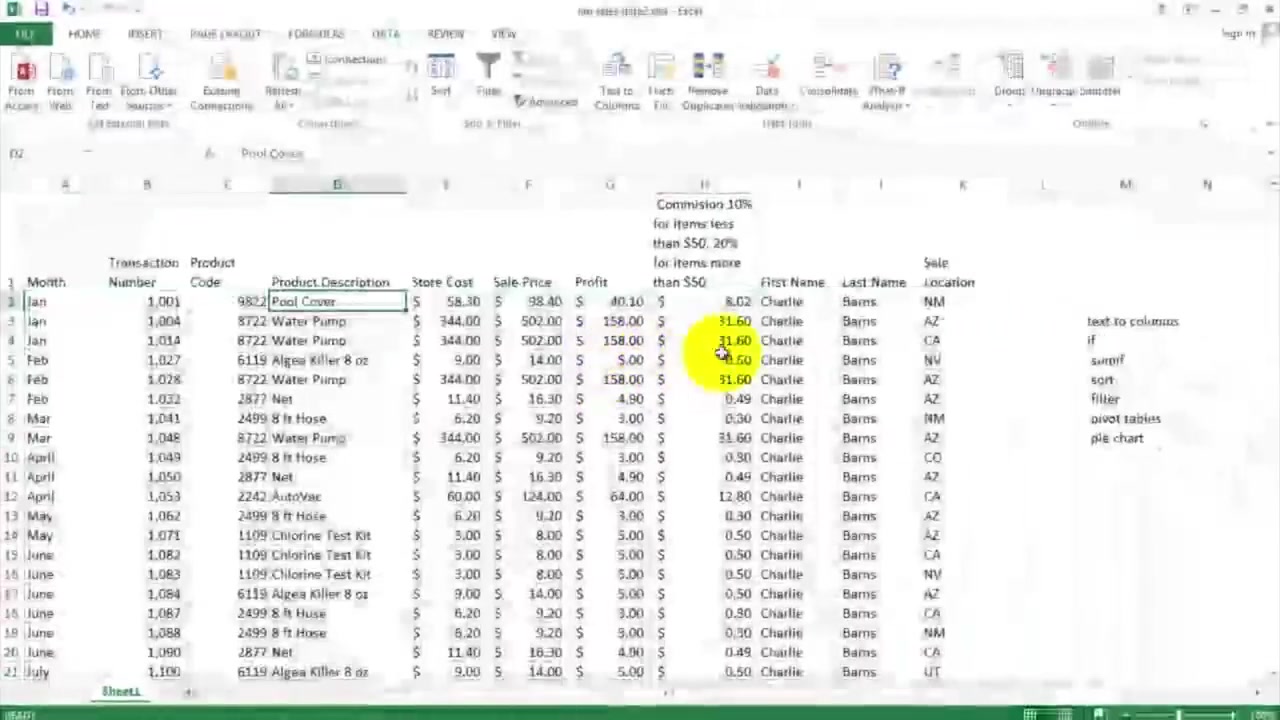 HOME INSERT PAGE LAYOUT FORMULAS DATA REVIEW VIEW Sign in
Connections
From Access From Web From Text From Other Sources Existing Connections Refresh All Sort Filter Advanced Text to Columns Flash Fill Remove Duplicates Data Consolidate What-If Analysis Group Ungroup Subtotal
Sort & Filter Data Tools Outline
D2 Pool Cover
A B C D E F G H I J K L M N
Commision 10%
for items less
than $50. 20%
Transaction Product for items more Sale
1 Month Number Code Product Description Store Cost Sale Price Profit than $50 First Name Last Name Location
2 Jan 1,001 9822 Pool Cover $ 58.30 $ 98.40 $ 40.10 $ 8.02 Charlie Barns NM
3 Jan 1,004 8722 Water Pump $ 344.00 $ 502.00 $ 158.00 $ 31.60 Charlie Barns AZ text to columns
4 Jan 1,014 8722 Water Pump $ 344.00 $ 502.00 $ 158.00 $ 31.60 Charlie Barns CA if
5 Feb 1,027 6119 Algea Killer 8 oz $ 9.00 $ 14.00 $ 5.00 $ 0.50 Charlie Barns NV sumif
6 Feb 1,028 8722 Water Pump $ 344.00 $ 502.00 $ 158.00 $ 31.60 Charlie Barns AZ sort
7 Feb 1,032 2877 Net $ 11.40 $ 16.30 $ 4.90 $ 0.49 Charlie Barns AZ filter
8 Mar 1,041 2499 8 ft Hose $ 6.20 $ 9.20 $ 3.00 $ 0.30 Charlie Barns NM pivot tables
9 Mar 1,048 8722 Water Pump $ 344.00 $ 502.00 $ 158.00 $ 31.60 Charlie Barns AZ pie chart
10 April 1,049 2499 8 ft Hose $ 6.20 $ 9.20 $ 3.00 $ 0.30 Charlie Barns CO
11 April 1,050 2877 Net $ 11.40 $ 16.30 $ 4.90 $ 0.49 Charlie Barns AZ
12 April 1,053 2242 AutoVac $ 60.00 $ 124.00 $ 64.00 $ 12.80 Charlie Barns CA
13 May 1,062 2499 8 ft Hose $ 6.20 $ 9.20 $ 3.00 $ 0.30 Charlie Barns AZ
14 May 1,071 1109 Chlorine Test Kit $ 3.00 $ 8.00 $ 5.00 $ 0.50 Charlie Barns AZ
15 June 1,082 1109 Chlorine Test Kit $ 3.00 $ 8.00 $ 5.00 $ 0.50 Charlie Barns CA
16 June 1,083 1109 Chlorine Test Kit $ 3.00 $ 8.00 $ 5.00 $ 0.50 Charlie Barns NV
17 June 1,084 6119 Algea Killer 8 oz $ 9.00 $ 14.00 $ 5.00 $ 0.50 Charlie Barns AZ
18 June 1,087 2499 8 ft Hose $ 6.20 $ 9.20 $ 3.00 $ 0.30 Charlie Barns CA
19 June 1,088 2499 8 ft Hose $ 6.20 $ 9.20 $ 3.00 $ 0.30 Charlie Barns NM
20 June 1,090 2877 Net $ 11.40 $ 16.30 $ 4.90 $ 0.49 Charlie Barns CA
21 July 1,100 6119 Algea Killer 8 oz $ 9.00 $ 14.00 $ 5.00 $ 0.50 Charlie Barns UT
Sheet1